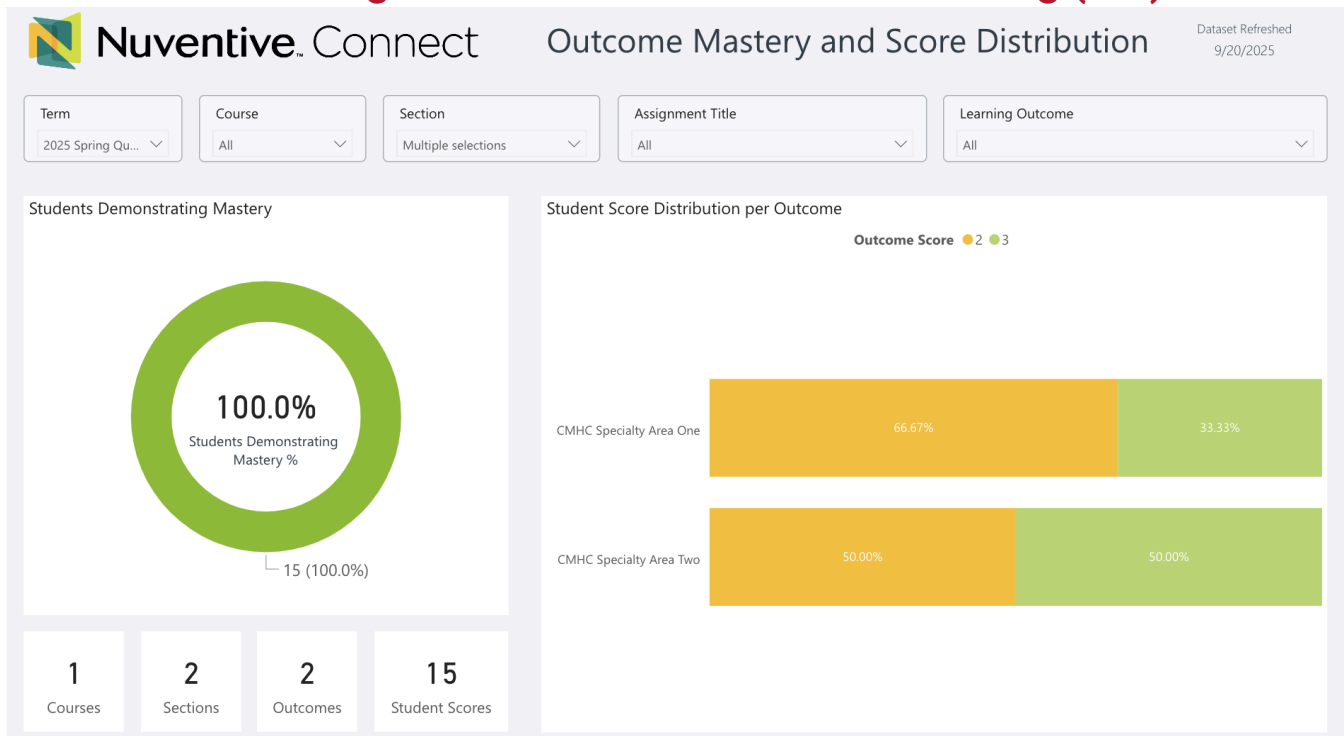 Nuventive™ Connect
Outcome Mastery and Score Distribution
Dataset Refreshed
9/20/2025
Term
2025 Spring Qu...
Course
All
Section
Multiple selections
Assignment Title
All
Learning Outcome
All
Students Demonstrating Mastery
100.0%
Students Demonstrating
Mastery %
15 (100.0%)
1
Courses
2
Sections
2
Outcomes
15
Student Scores
Student Score Distribution per Outcome
Outcome Score 2 3
CMHC Specialty Area One
66.67%
33.33%
CMHC Specialty Area Two
50.00%
50.00%